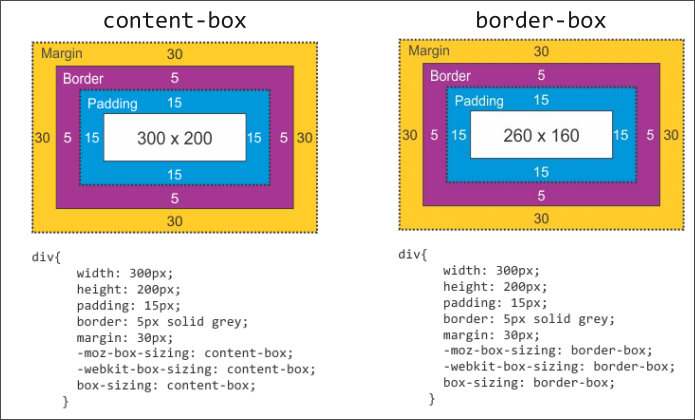 content-box
Margin 30
Border 5
Padding 15
30 5 15 300 x 200 15 5 30
15
5
30
div{
width: 300px;
height: 200px;
padding: 15px;
border: 5px solid grey;
margin: 30px;
-moz-box-sizing: content-box;
-webkit-box-sizing: content-box;
box-sizing: content-box;
}
border-box
Margin 30
Border 5
Padding 15
30 5 15 260 x 160 15 5 30
15
5
30
div{
width: 300px;
height: 200px;
padding: 15px;
border: 5px solid grey;
margin: 30px;
-moz-box-sizing: border-box;
-webkit-box-sizing: border-box;
box-sizing: border-box;
}